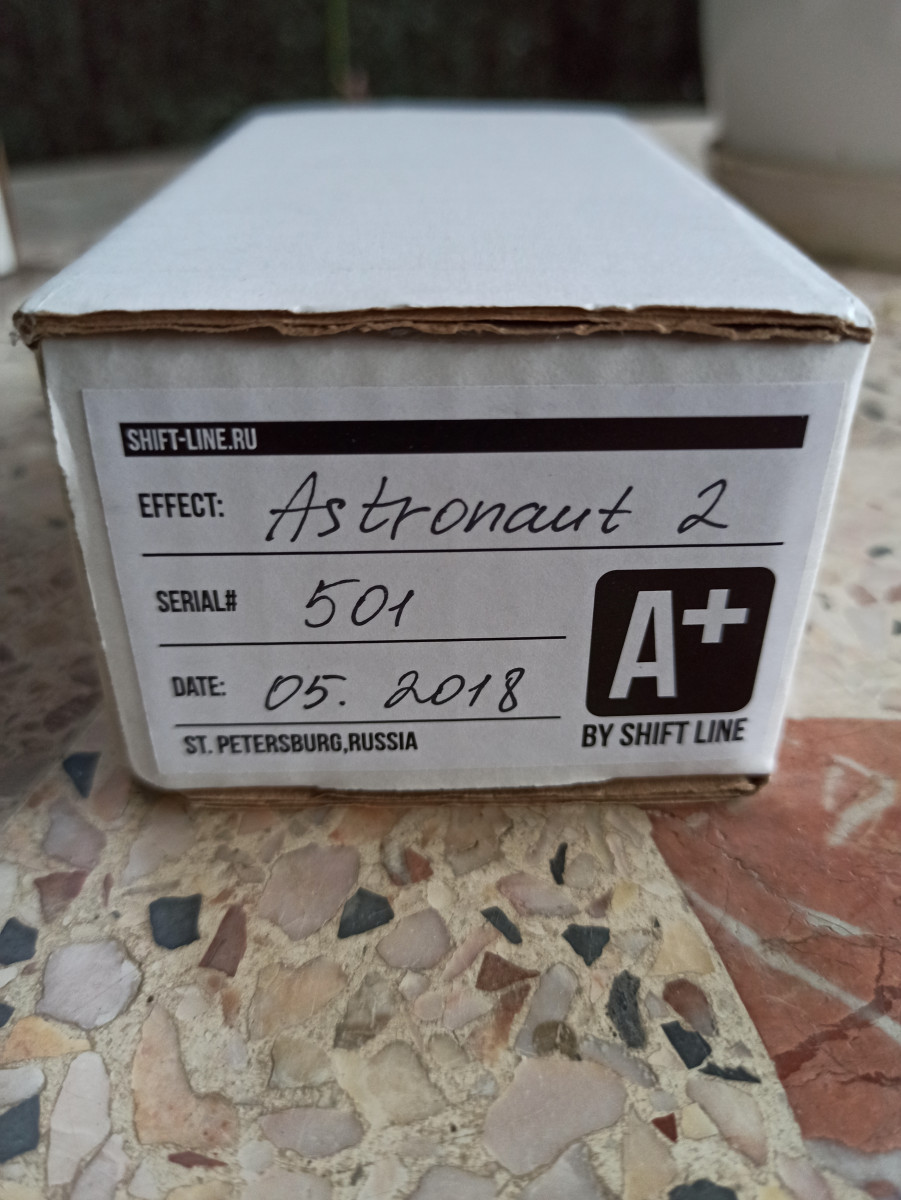 SHIFT-LINE.RU
EFFECT: Astronaut 2
SERIAL# 501
DATE: 05. 2018
ST. PETERSBURG,RUSSIA
A+
BY SHIFT LINE